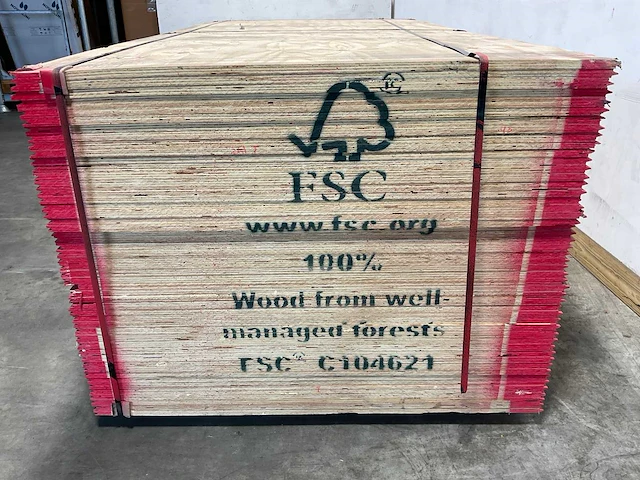 FSC
www.fsc.org
100%
Wood from well-
managed forests
FSC® C104621